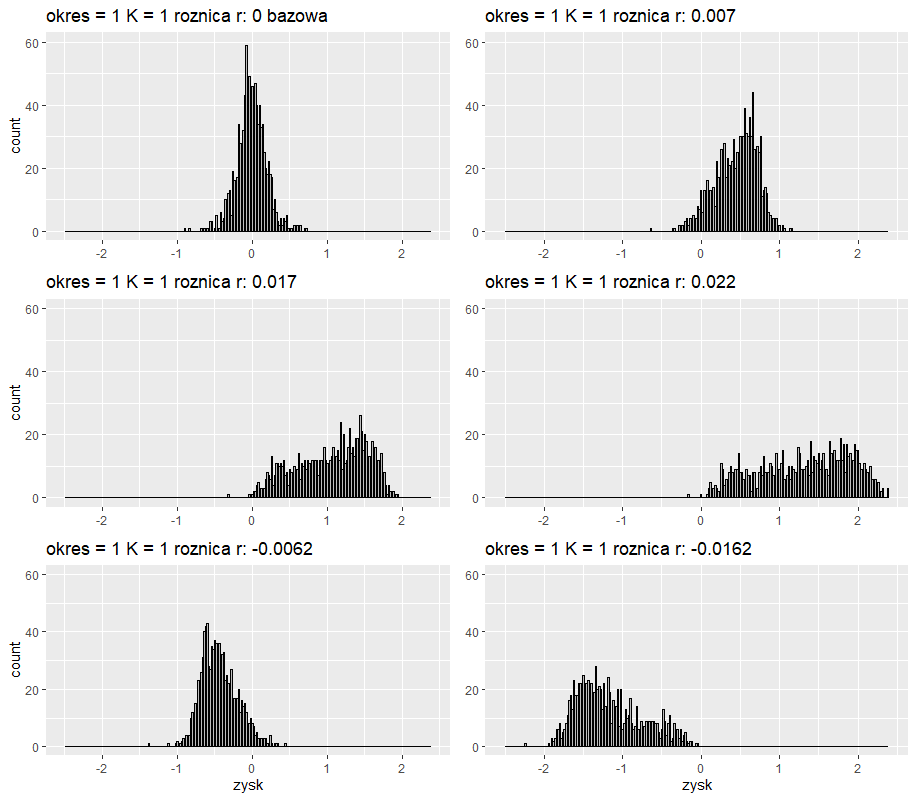 okres = 1 K = 1 roznica r: 0 bazowa
okres = 1 K = 1 roznica r: 0.007
60
40
20
0
count
-2 -1 0 1 2
60
40
20
0
-2 -1 0 1 2
okres = 1 K = 1 roznica r: 0.017
okres = 1 K = 1 roznica r: 0.022
60
40
20
0
count
-2 -1 0 1 2
60
40
20
0
-2 -1 0 1 2
okres = 1 K = 1 roznica r: -0.0062
okres = 1 K = 1 roznica r: -0.0162
60
40
20
0
count
-2 -1 0 1 2
zysk
60
40
20
0
-2 -1 0 1 2
zysk